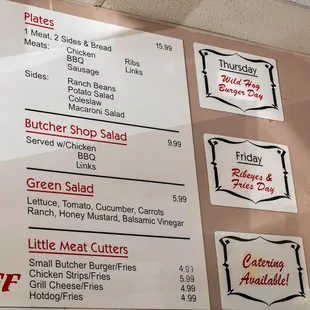 Plates
1 Meat, 2 Sides & Bread 15.99
Meats: Chicken Ribs
BBQ Links
Sausage
Sides: Ranch Beans
Potato Salad
Coleslaw
Macaroni Salad
Butcher Shop Salad
Served w/Chicken 9.99
BBQ
Links
Green Salad
Lettuce, Tomato, Cucumber, Carrots 5.99
Ranch, Honey Mustard, Balsamic Vinegar
Little Meat Cutters
Small Butcher Burger/Fries 4.99
Chicken Strips/Fries 5.99
Grill Cheese/Fries 4.99
Hotdog/Fries 4.99
Thursday
Wild Hog
Burger Day
Friday
Ribeyes &
Fries Day
Catering
Available!